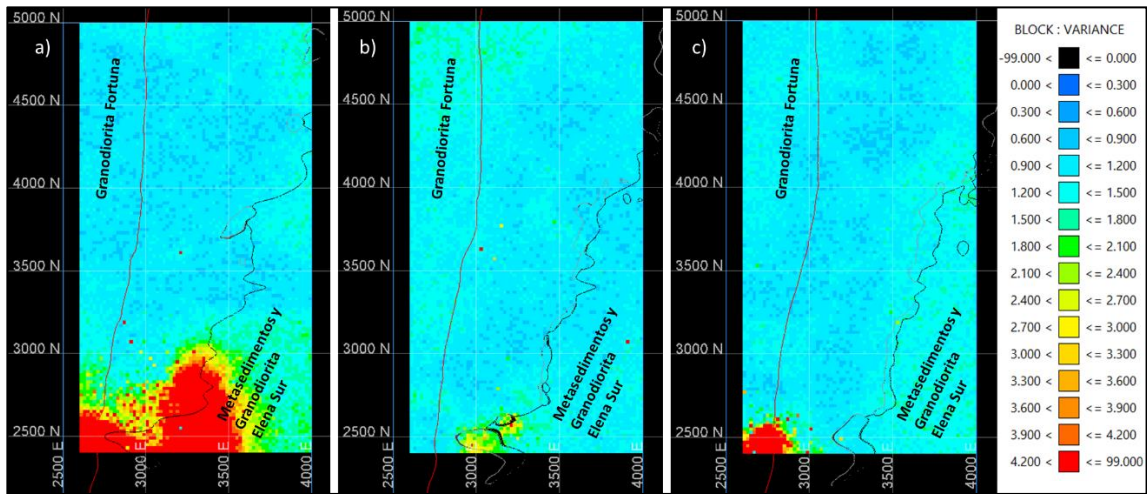 a)
5000 N
4500 N
4000 N
3500 N
3000 N
2500 N
2500 E
3000 E
3500 E
4000 E
Granodiorita Fortuna
Metasedimentos y
Granodiorita
Elena Sur
b)
5000 N
4500 N
4000 N
3500 N
3000 N
2500 N
2500 E
3000 E
3500 E
4000 E
Granodiorita Fortuna
Metasedimentos y
Granodiorita
Elena Sur
c)
5000 N
4500 N
4000 N
3500 N
3000 N
2500 N
2500 E
3000 E
3500 E
4000 E
Granodiorita Fortuna
Metasedimentos y
Granodiorita
Elena Sur
BLOCK : VARIANCE
-99.000 < <= 0.000
0.000 < <= 0.300
0.300 < <= 0.600
0.600 < <= 0.900
0.900 < <= 1.200
1.200 < <= 1.500
1.500 < <= 1.800
1.800 < <= 2.100
2.100 < <= 2.400
2.400 < <= 2.700
2.700 < <= 3.000
3.000 < <= 3.300
3.300 < <= 3.600
3.600 < <= 3.900
3.900 < <= 4.200
4.200 < <= 99.000